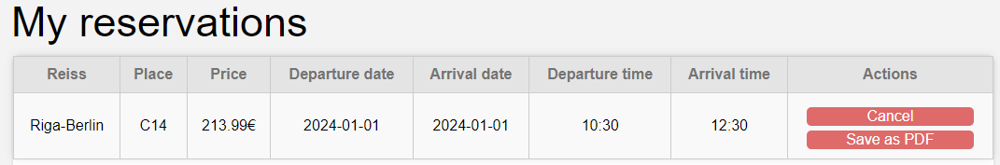 My reservations
Reiss Place Price Departure date Arrival date Departure time Arrival time Actions
Riga-Berlin C14 213.99€ 2024-01-01 2024-01-01 10:30 12:30
Cancel
Save as PDF